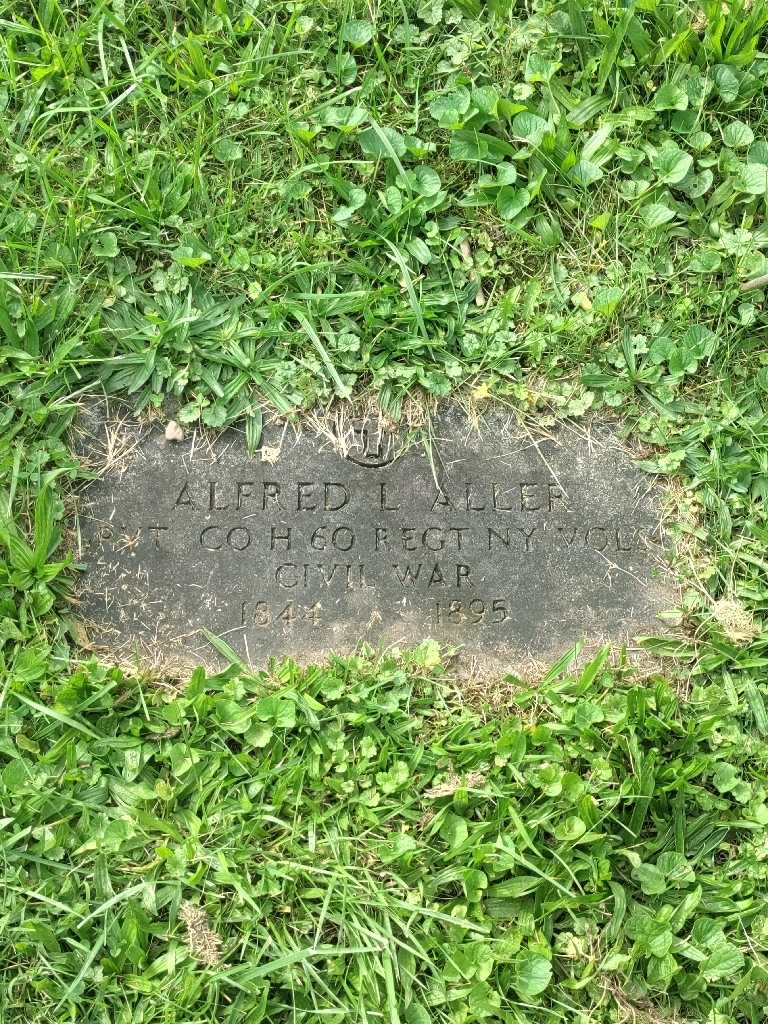 ALFRED L ALLER
PVT CO H 60 REGT NY VOLS
CIVIL WAR
1844 1895